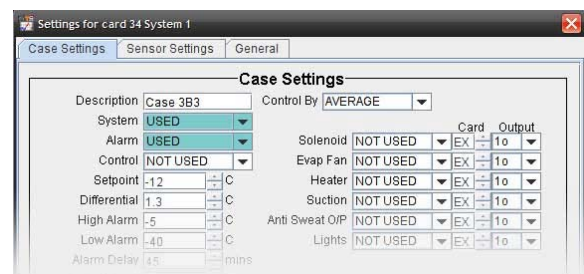 Settings for card 34 System 1
Case Settings Sensor Settings General
Case Settings
Description Case 3B3 Control By AVERAGE
System USED Card Output
Alarm USED Solenoid NOT USED EX 1o
Control NOT USED Evap Fan NOT USED EX 1o
Setpoint -12 C Heater NOT USED EX 1o
Differential 1.3 C Suction NOT USED EX 1o
High Alarm -5 C Anti Sweat O/P NOT USED EX 1o
Low Alarm -40 C Lights NOT USED EX 1o
Alarm Delay 45 mins